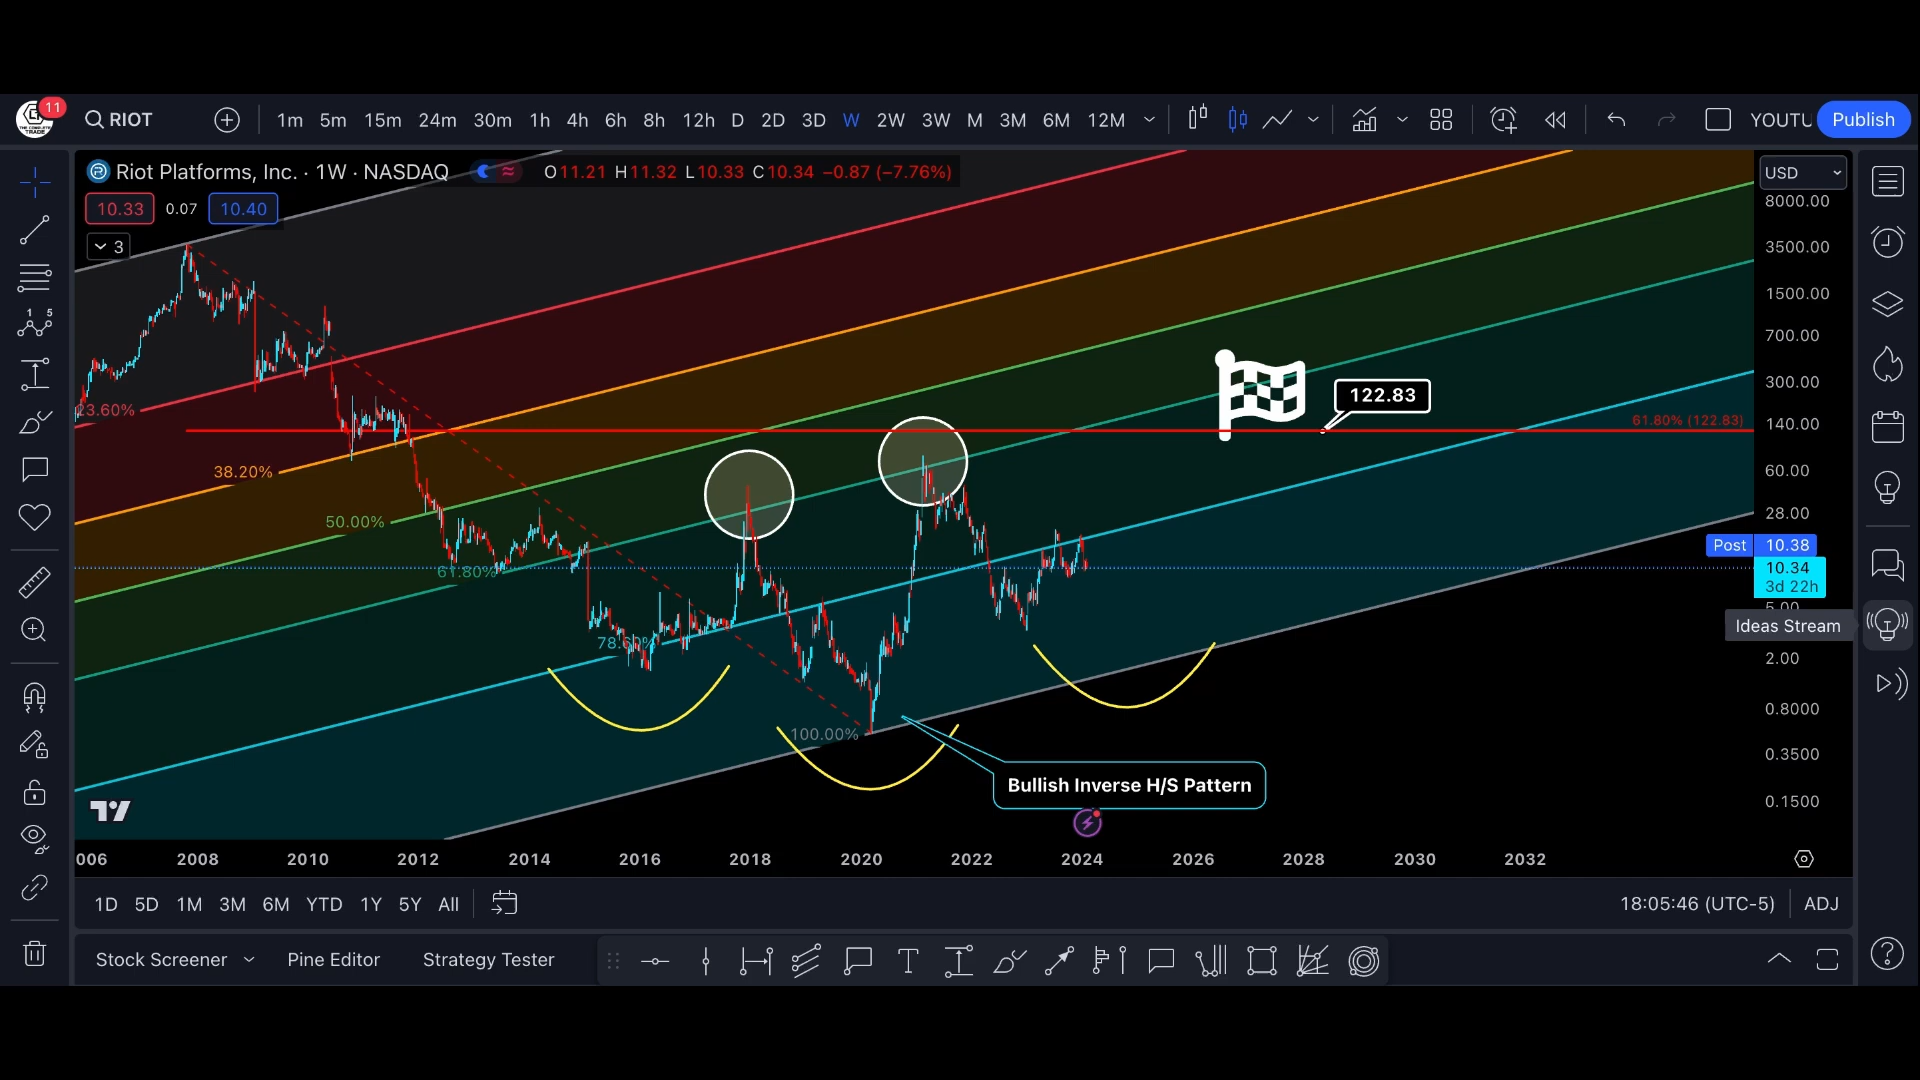 11
RIOT
1m 5m 15m 24m 30m 1h 4h 6h 8h 12h D 2D 3D W 2W 3W M 3M 6M 12M
YOUTU
Publish
Riot Platforms, Inc. · 1W · NASDAQ
O11.21 H11.32 L10.33 C10.34 −0.87 (−7.76%)
USD
10.33 0.07 10.40
3
8000.00
3500.00
1500.00
700.00
300.00
140.00
60.00
28.00
Post 10.38
10.34
3d 22h
5.00
Ideas Stream
2.00
0.8000
0.3500
0.1500
122.83
61.80% (122.83)
23.60%
38.20%
50.00%
61.80%
78.60%
100.00%
Bullish Inverse H/S Pattern
006 2008 2010 2012 2014 2016 2018 2020 2022 2024 2026 2028 2030 2032
1D 5D 1M 3M 6M YTD 1Y 5Y All
18:05:46 (UTC-5) ADJ
Stock Screener Pine Editor Strategy Tester